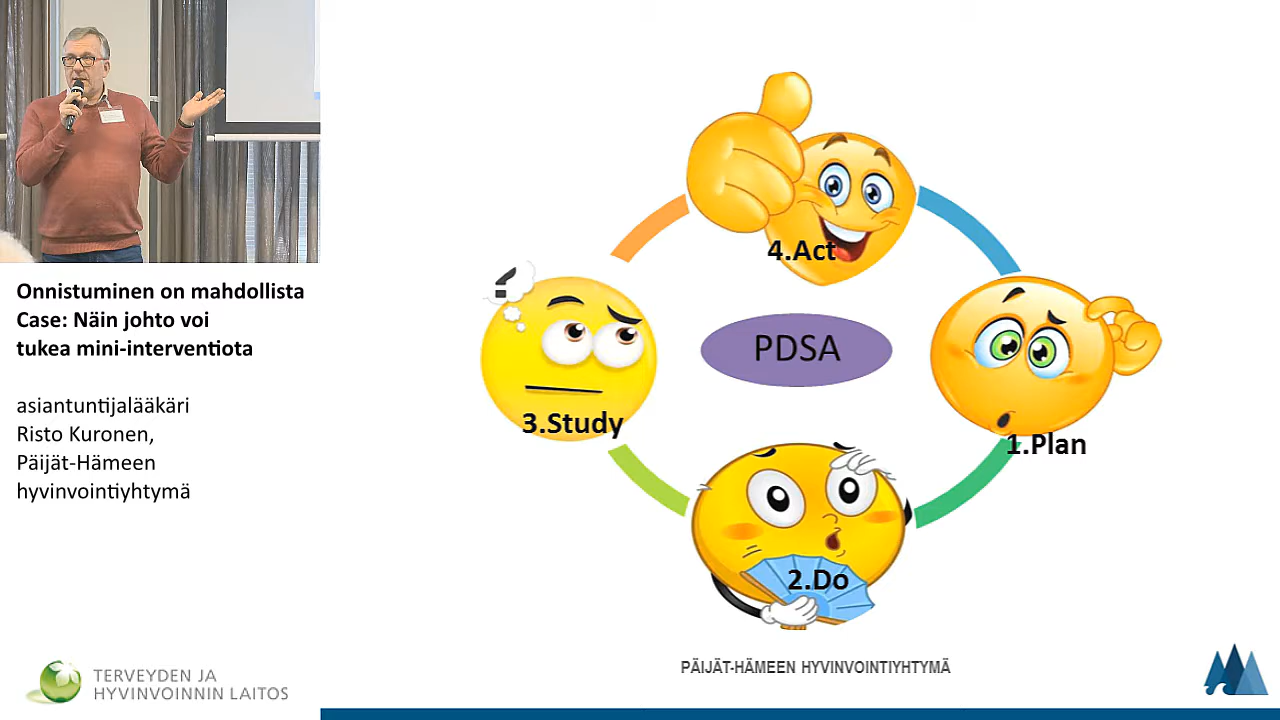 Onnistuminen on mahdollista
Case: Näin johto voi
tukea mini-interventiota
asiantuntijalääkäri
Risto Kuronen,
Päijät-Hämeen
hyvinvointiyhtymä
TERVEYDEN JA
HYVINVOINNIN LAITOS
4.Act
?
PDSA
3.Study
1.Plan
2.Do
PÄIJÄT-HÄMEEN HYVINVOINTIYHTYMÄ